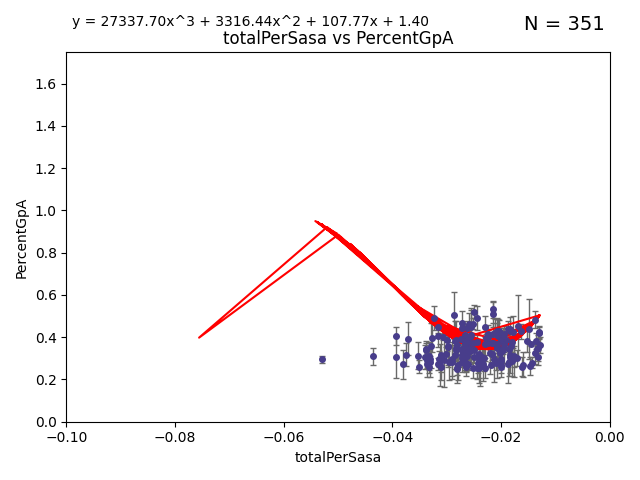 y = 27337.70x^3 + 3316.44x^2 + 107.77x + 1.40
N = 351
totalPerSasa vs PercentGpA
1.6
1.4
1.2
1.0
0.8
0.6
0.4
0.2
0.0
PercentGpA
−0.10 −0.08 −0.06 −0.04 −0.02 0.00
totalPerSasa